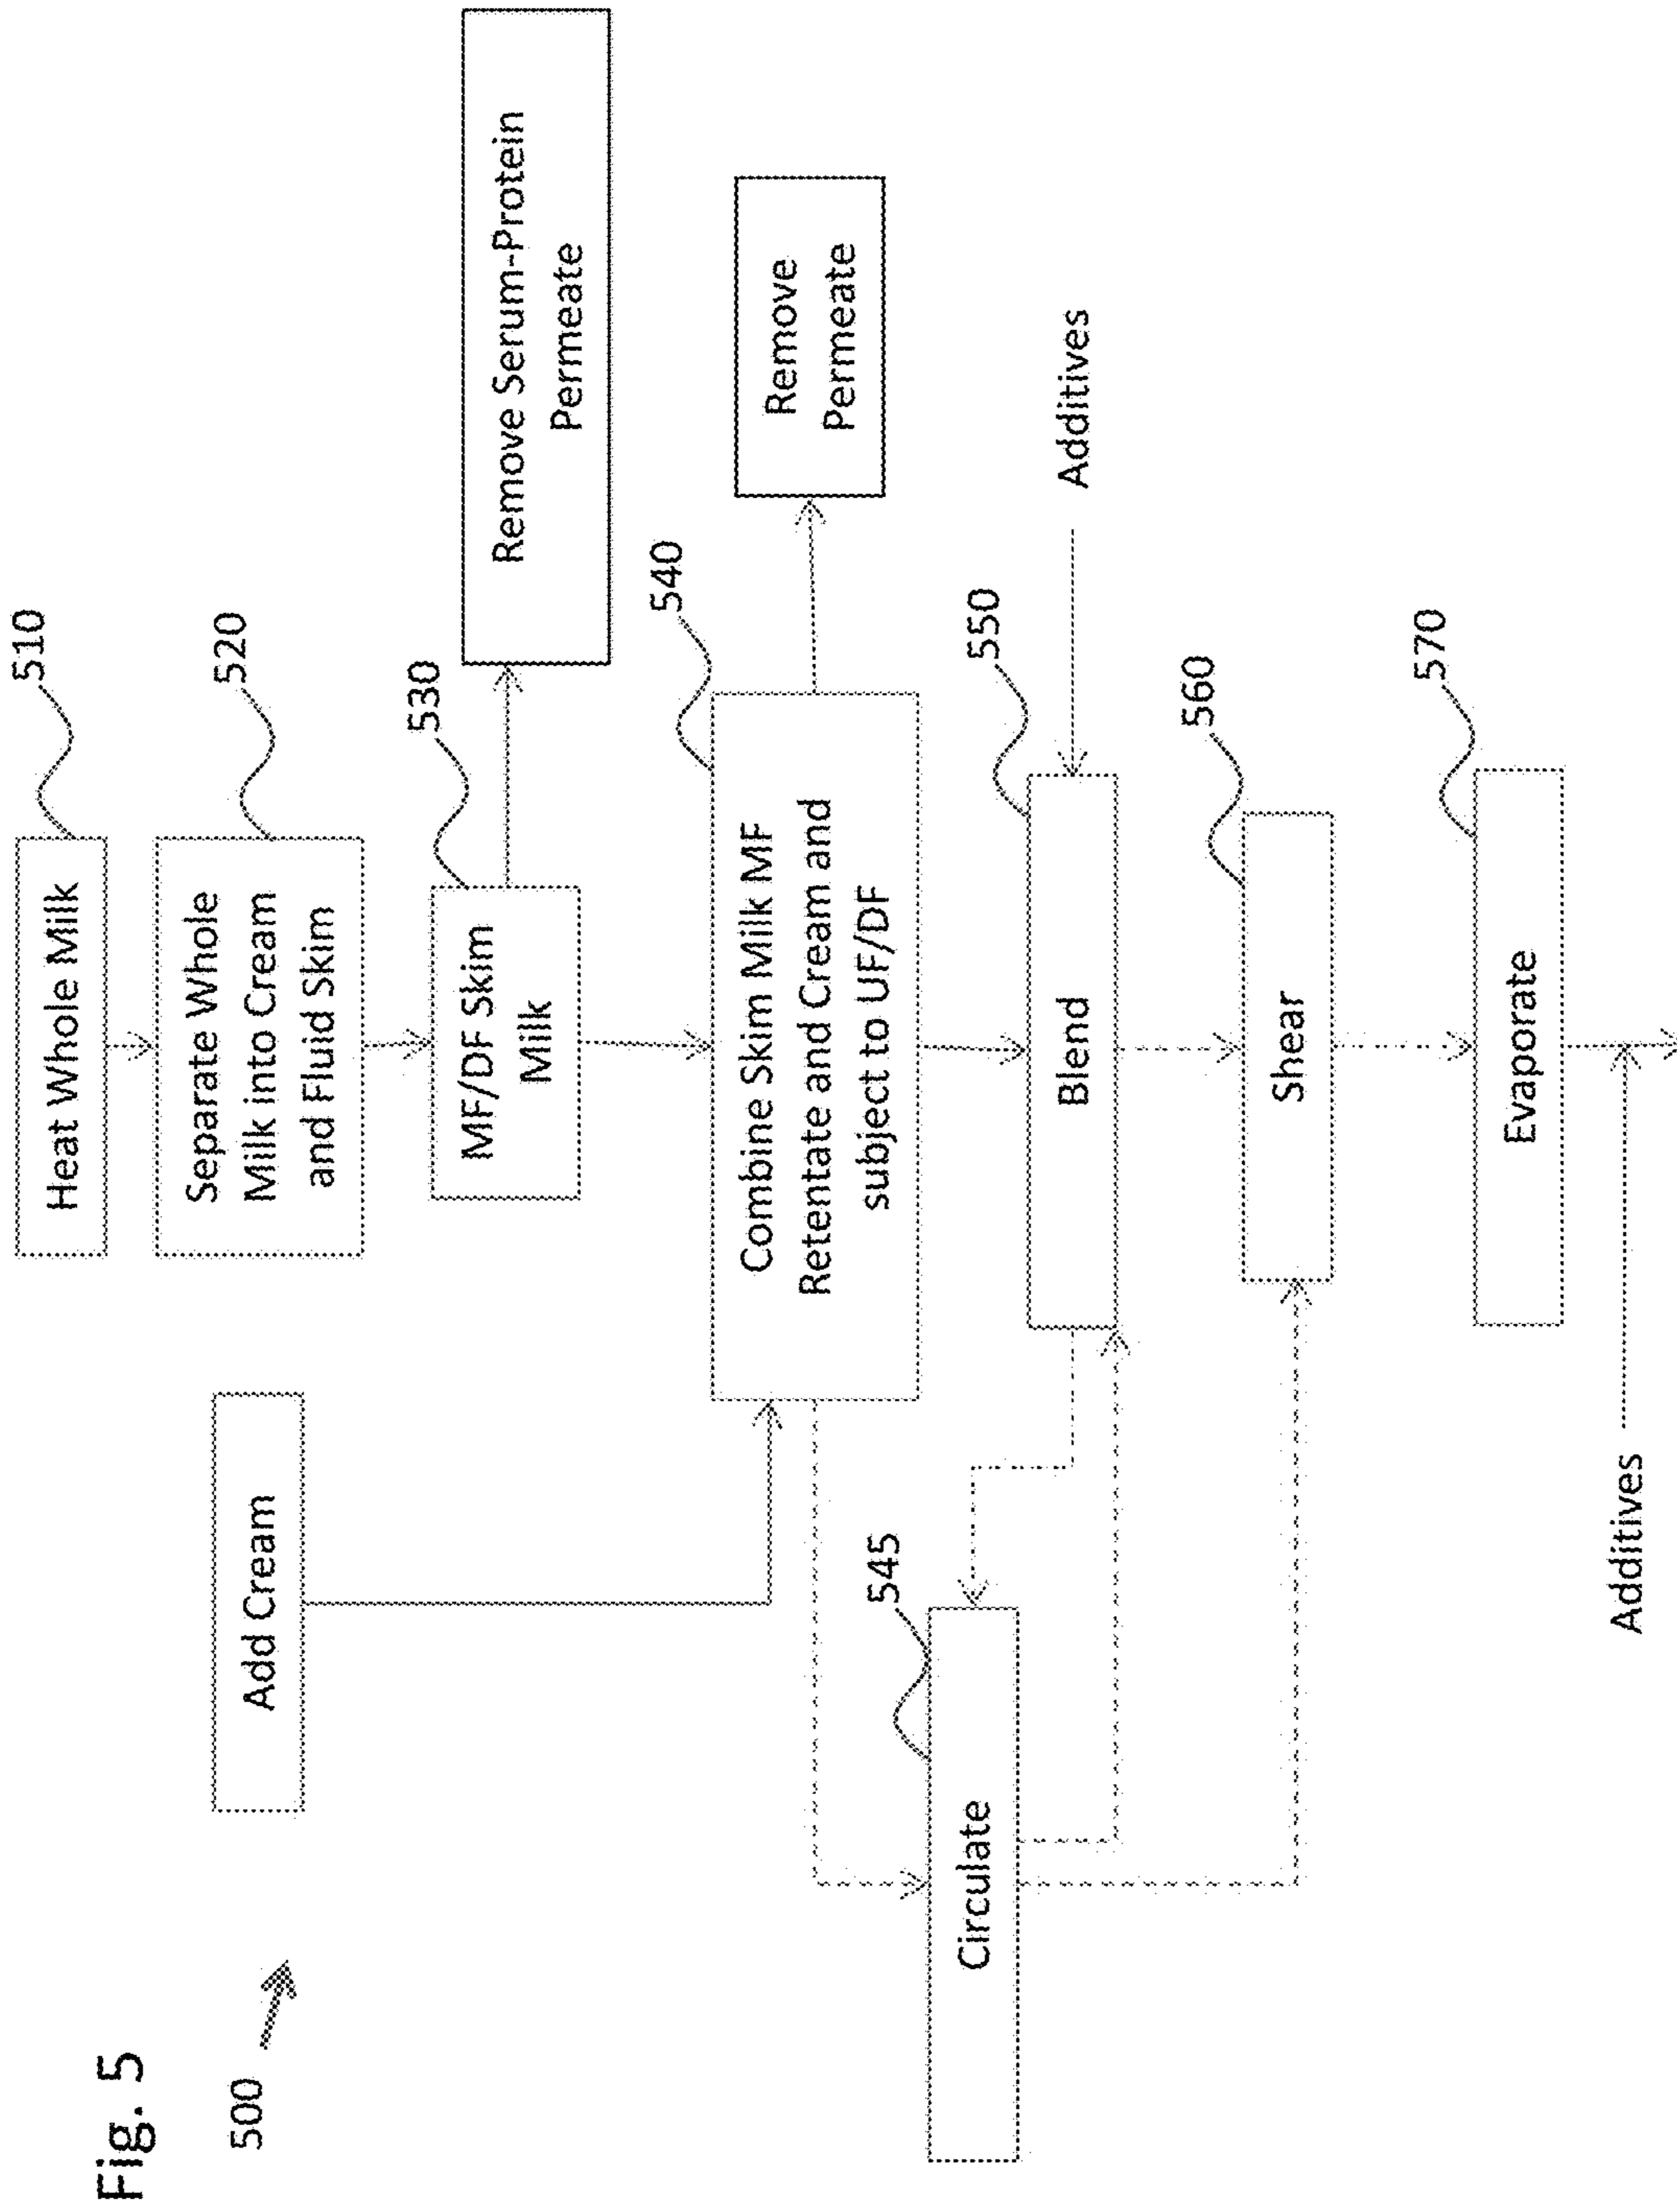 Fig. 5
500
510
Heat Whole Milk
520
Separate Whole
Milk into Cream
and Fluid Skim
Add Cream
530
MF/DF Skim
Milk
Remove Serum-Protein
Permeate
540
Combine Skim Milk MF
Retentate and Cream and
subject to UF/DF
Remove
Permeate
545
Circulate
550
Blend
Additives
560
Shear
570
Evaporate
Additives